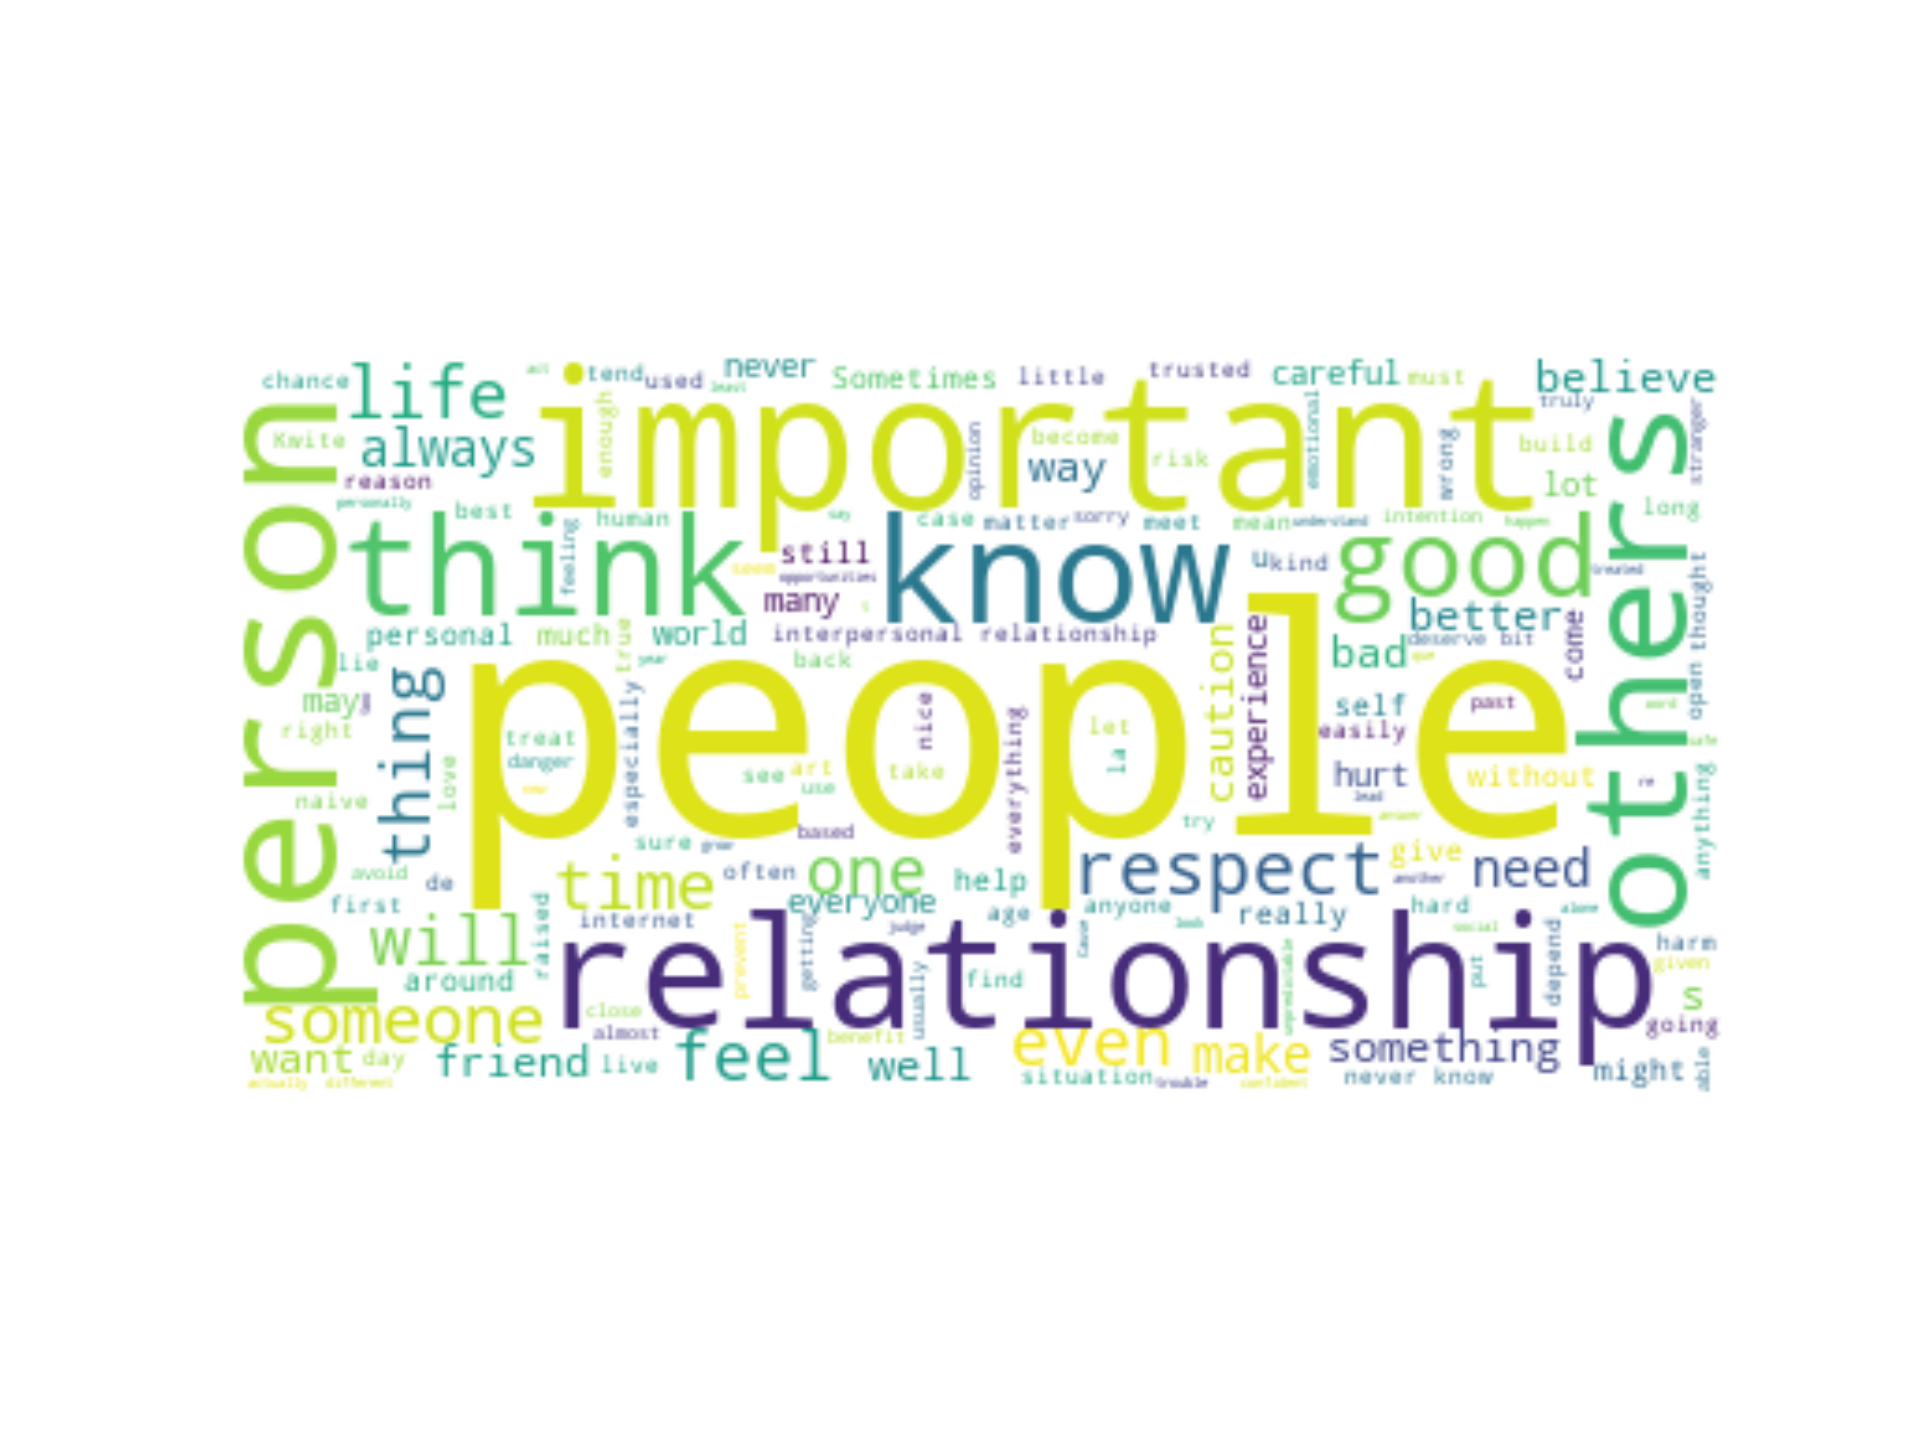 chance
life
act
tend
used
never
least
Sometimes
little
trusted
careful
must
believe
truly
important
person
others
Kwite
always
enough
opinion
become
way
risk
emotional
wrong
build
stranger
reason
lot
personally
best
human
say
case
matter
sorry
meet
mean
understand
intention
happen
long
think
feeling
still
seem
opportunities
know
u
kind
good
treated
many
better
personal
much
true
world
interpersonal relationship
deserve
bit
come
open
thought
lie
year
back
bad
que
thing
people
caution
experience
may
especially
nice
everything
let
self
past
word
right
treat
easily
safe
danger
love
see
art
take
la
hurt
without
re
naive
use
lead
anything
based
try
answer
sure
time
often
one
respect
give
need
avoid
de
help
another
first
everyone
age
anyone
really
hard
alone
raised
internet
judge
look
social
will
prevent
getting
relationship
Cause
unpredictable
put
depend
harm
given
around
usually
find
s
someone
close
almost
benefit
even
make
something
going
want
day
friend
live
feel
well
might
able
actually
different
situation
trouble
confident
never know